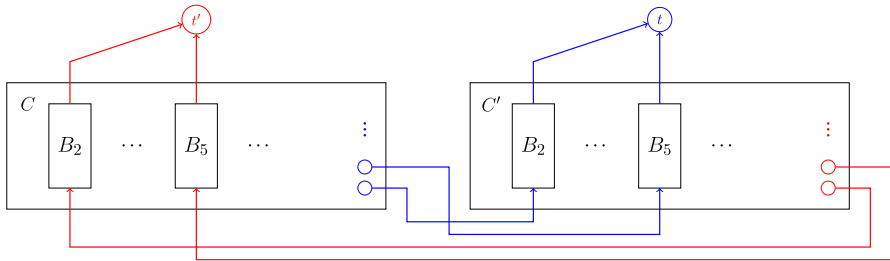 t′ t
C C′
B₂ ⋯ B₅ ⋯ ⋮ B₂ ⋯ B₅ ⋯ ⋮